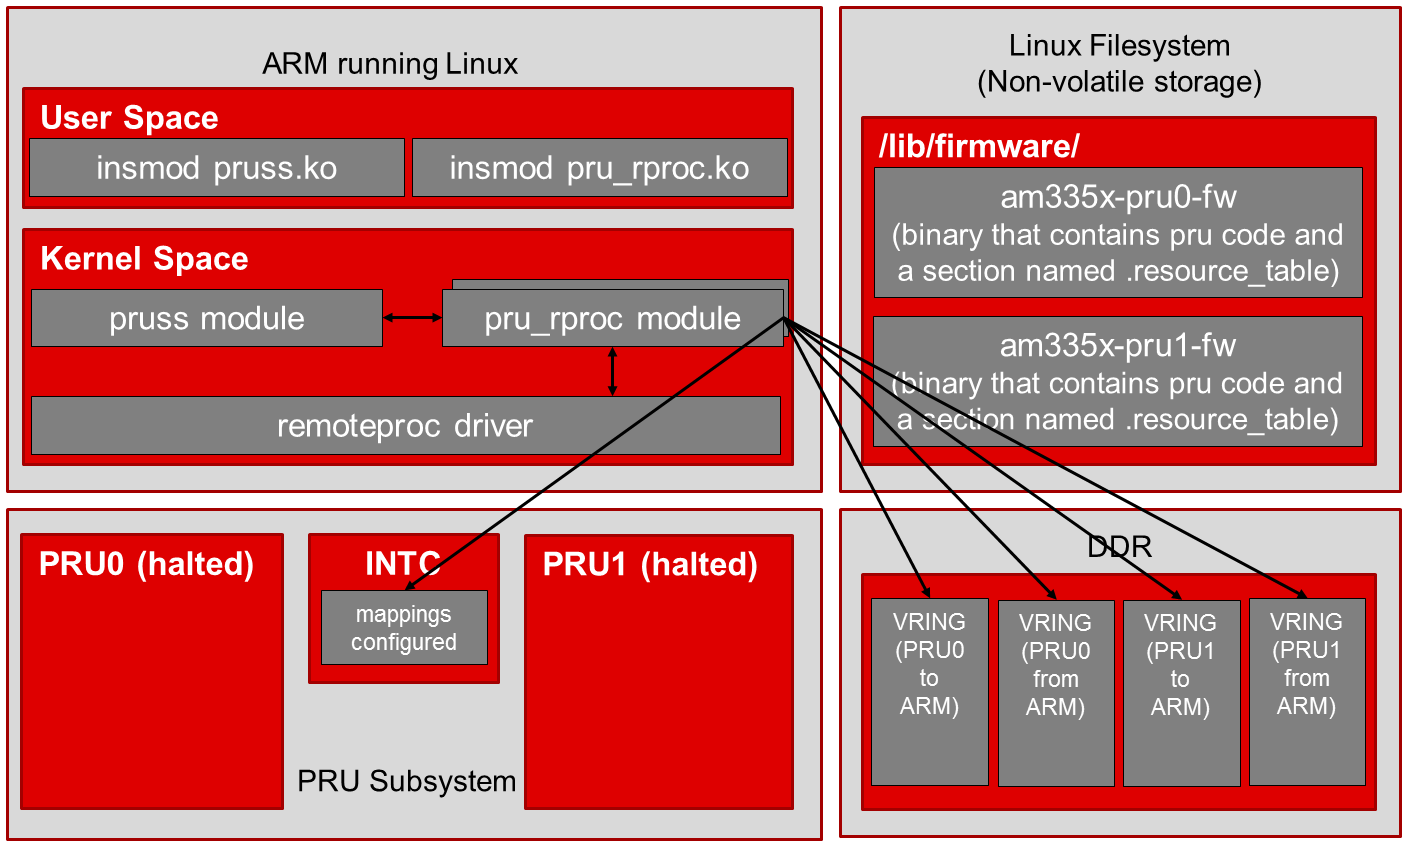 ARM running Linux
User Space
insmod pruss.ko
insmod pru_rproc.ko
Kernel Space
pruss module
pru_rproc module
remoteproc driver
Linux Filesystem
(Non-volatile storage)
/lib/firmware/
am335x-pru0-fw
(binary that contains pru code and
a section named .resource_table)
am335x-pru1-fw
(binary that contains pru code and
a section named .resource_table)
PRU0 (halted)
INTC
mappings
configured
PRU1 (halted)
PRU Subsystem
DDR
VRING
(PRU0
to
ARM)
VRING
(PRU0
from
ARM)
VRING
(PRU1
to
ARM)
VRING
(PRU1
from
ARM)